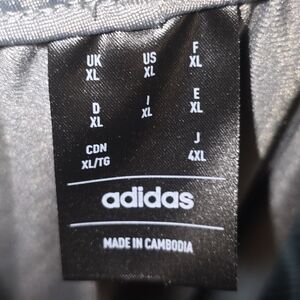 UK US F
XL XL XL
D I E
XL XL XL
CDN J
XL/TG 4XL
adidas
MADE IN CAMBODIA